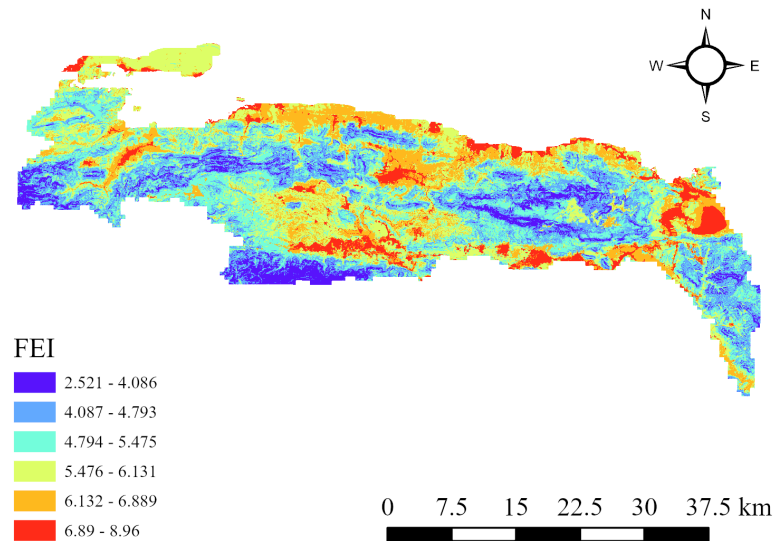 N
W E
S
FEI
2.521 - 4.086
4.087 - 4.793
4.794 - 5.475
5.476 - 6.131
6.132 - 6.889
6.89 - 8.96
0 7.5 15 22.5 30 37.5 km